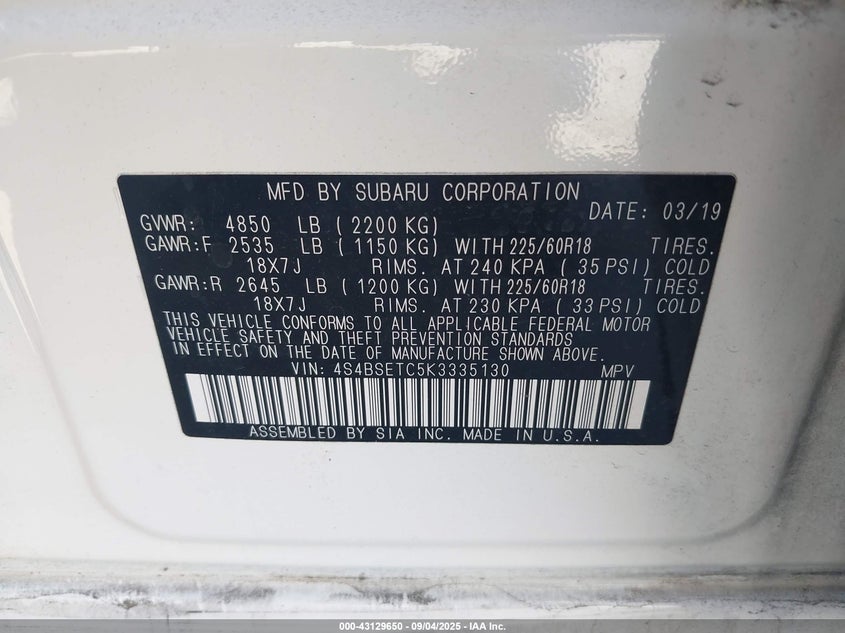 MFD BY SUBARU CORPORATION
DATE: 03/19
GVWR: 4850 LB ( 2200 KG)
GAWR:F 2535 LB ( 1150 KG) WITH 225/60R18 TIRES.
18X7J RIMS. AT 240 KPA ( 35 PSI) COLD
GAWR:R 2645 LB ( 1200 KG) WITH 225/60R18 TIRES.
18X7J RIMS. AT 230 KPA ( 33 PSI) COLD
THIS VEHICLE CONFORMS TO ALL APPLICABLE FEDERAL MOTOR
VEHICLE SAFETY AND THEFT PREVENTION STANDARDS
IN EFFECT ON THE DATE OF MANUFACTURE SHOWN ABOVE.
VIN: 4S4BSETC5K3335130 MPV
ASSEMBLED BY SIA INC. MADE IN U.S.A.
000-43129650 - 09/04/2025 - IAA Inc.